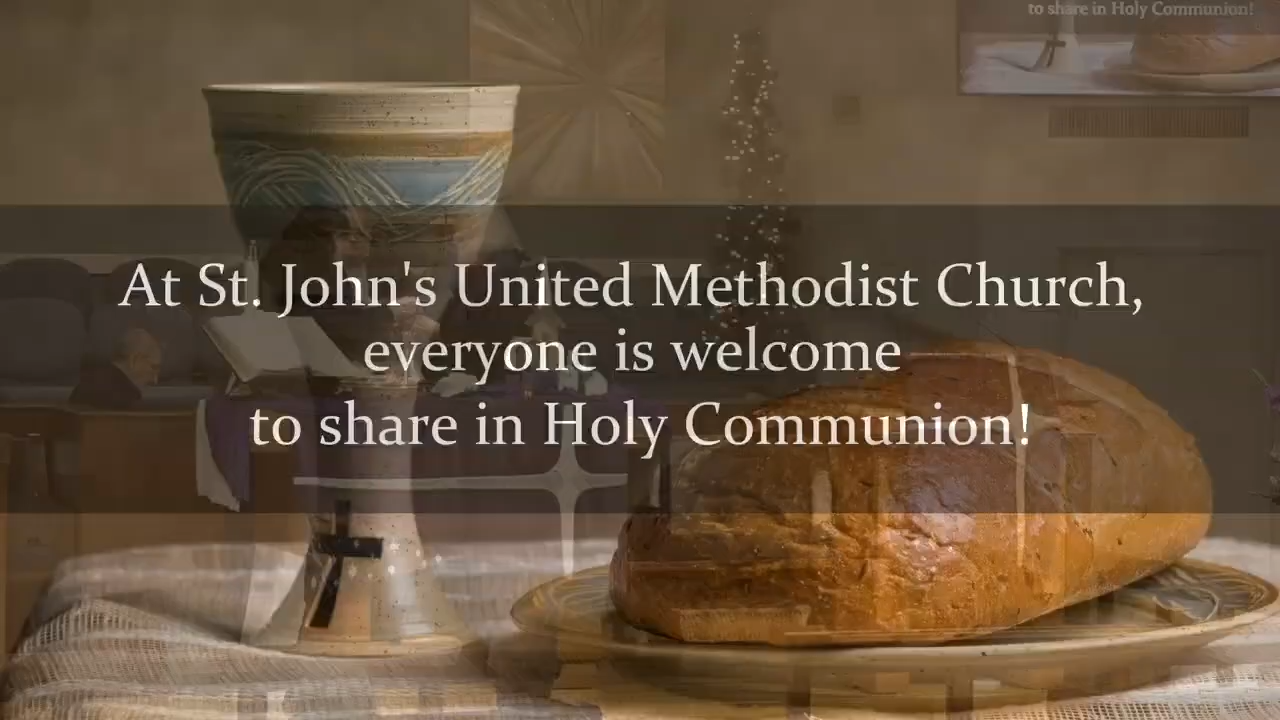 to share in Holy Communion!
At St. John's United Methodist Church,
everyone is welcome
to share in Holy Communion!